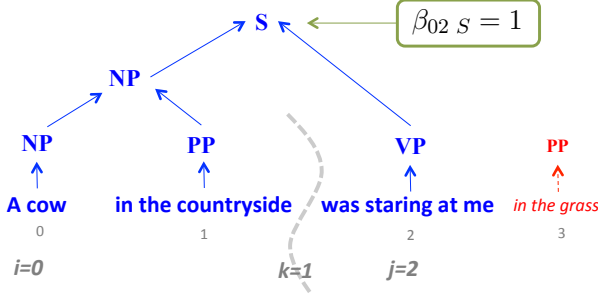 S
β02 S = 1
NP
NP PP VP PP
A cow in the countryside was staring at me in the grass
0 1 2 3
i=0 k=1 j=2